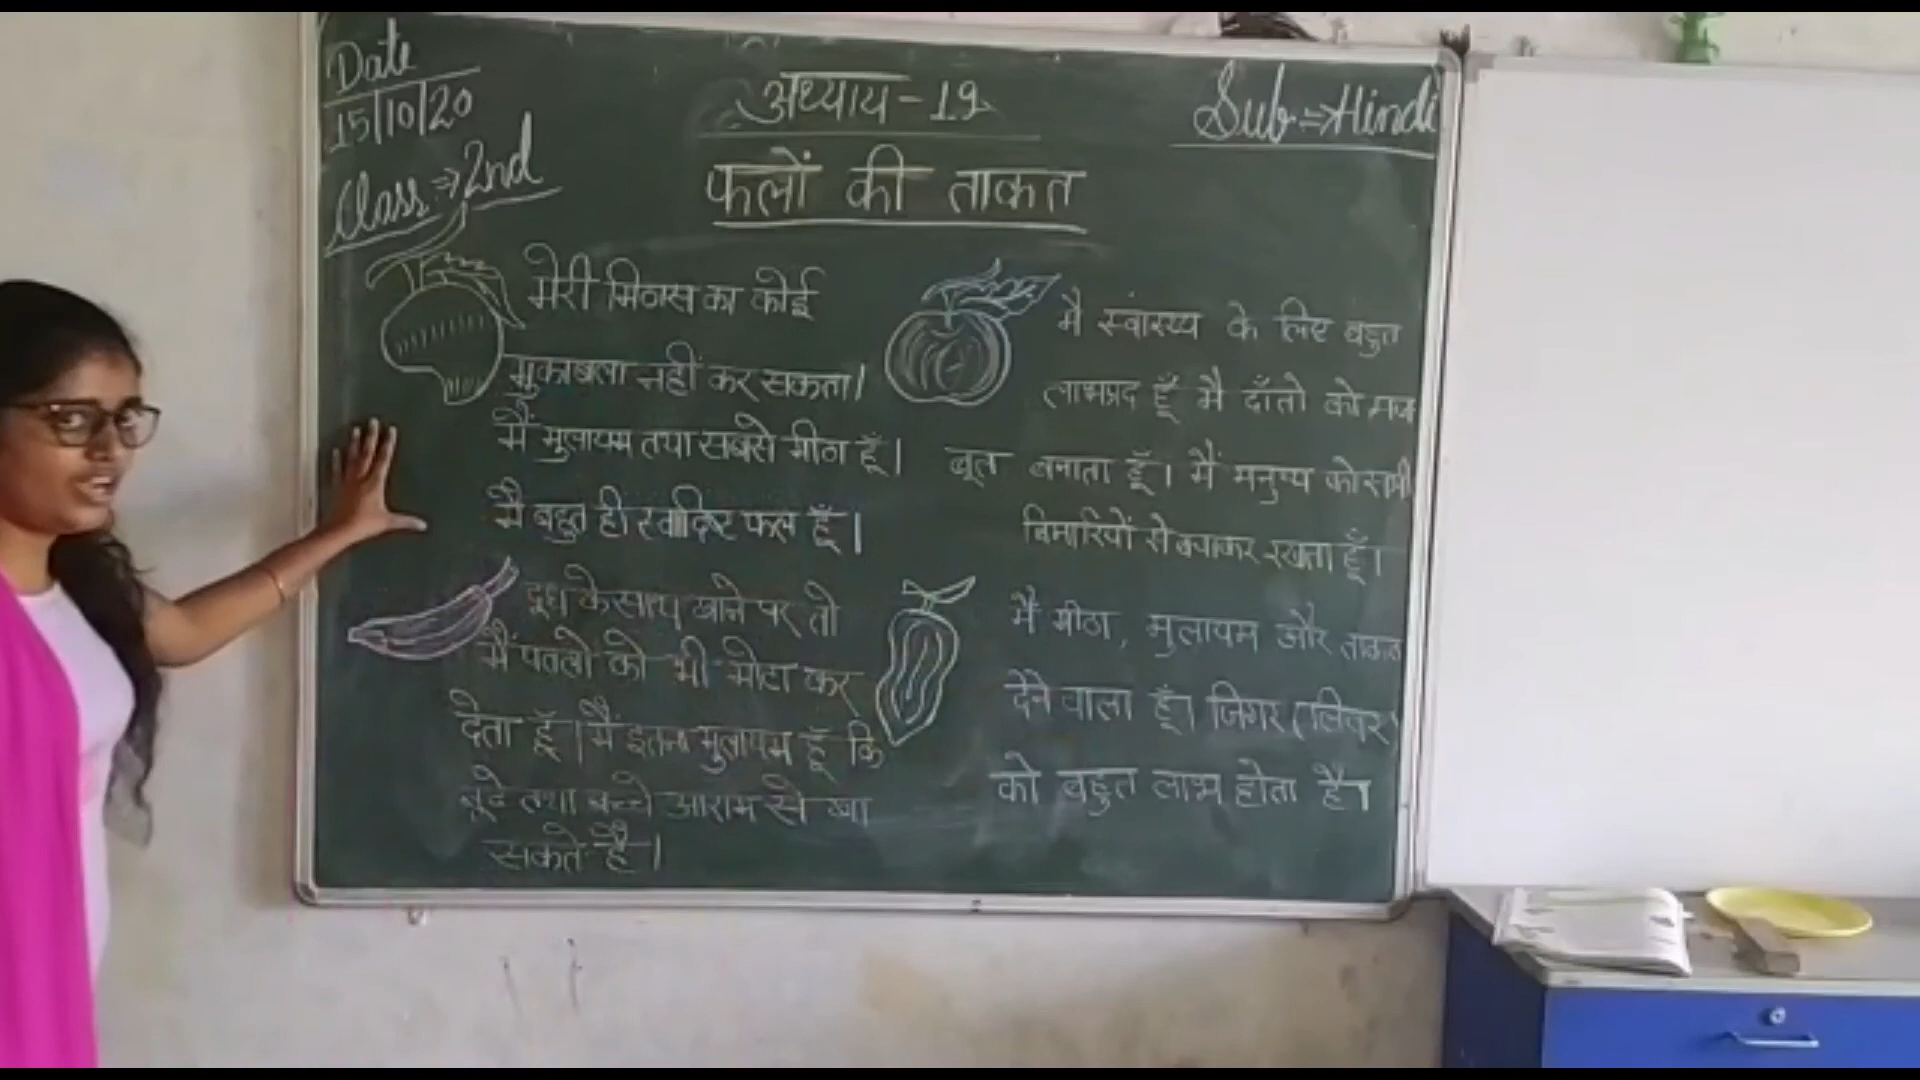 Date
15/10/20
Class ⇒ 2nd
अध्याय - 19
Sub ⇒ Hindi
फलों की ताकत
मेरी मिठास का कोई
मुकाबला नहीं कर सकता।
मैं मुलायम तथा सबसे मीठा हूँ।
मै बहुत ही स्वादिष्ट फल हूँ।
मै स्वास्थ्य के लिए बहुत
लाभप्रद हूँ मै दाँतो को मज
बूत बनाता हूँ। मैं मनुष्य को सभी
बिमारियों से बचाकर रखता हूँ।
दूध के साथ खाने पर तो
मैं पतलो को भी मोटा कर
देता हूँ। मैं इतना मुलायम हूँ कि
बूढे तथा बच्चे आराम से खा
सकते है।
मै मीठा, मुलायम और ताकत
देने वाला हूँ। जिगर (लिवर)
को बहुत लाभ होता है।